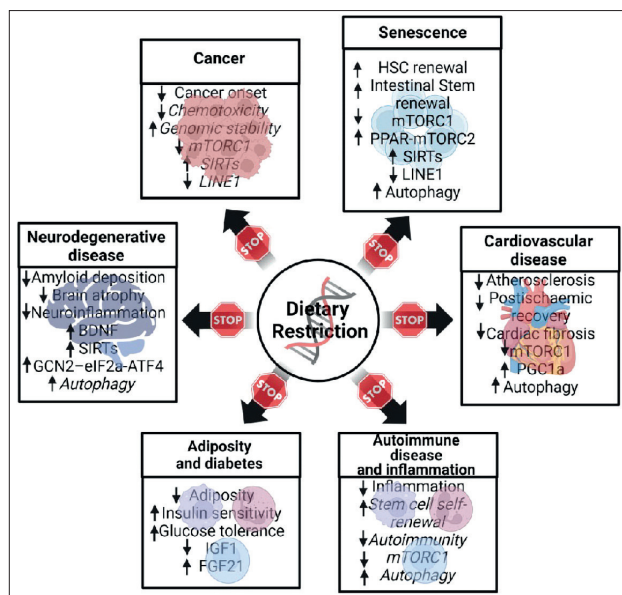 Cancer
↓ Cancer onset
↓ Chemotoxicity
↑ Genomic stability
↓ mTORC1
↑ SIRTs
↓ LINE1
Senescence
↑ HSC renewal
↑ Intestinal Stem
renewal
↓ mTORC1
↑ PPAR-mTORC2
↑ SIRTs
↓ LINE1
↑ Autophagy
Neurodegenerative
disease
↓ Amyloid deposition
↓ Brain atrophy
↓ Neuroinflammation
↑ BDNF
↑ SIRTs
↑ GCN2–eIF2a-ATF4
↑ Autophagy
STOP
STOP
STOP
Dietary
Restriction
STOP
STOP
STOP
Cardiovascular
disease
↓ Atherosclerosis
↓ Postischaemic
recovery
↓ Cardiac fibrosis
↓ mTORC1
↑ PGC1a
↑ Autophagy
Adiposity
and diabetes
↓ Adiposity
↑ Insulin sensitivity
↑ Glucose tolerance
↓ IGF1
↑ FGF21
Autoimmune
disease
and inflammation
↓ Inflammation
↑ Stem cell self-
renewal
↓ Autoimmunity
↓ mTORC1
↑ Autophagy